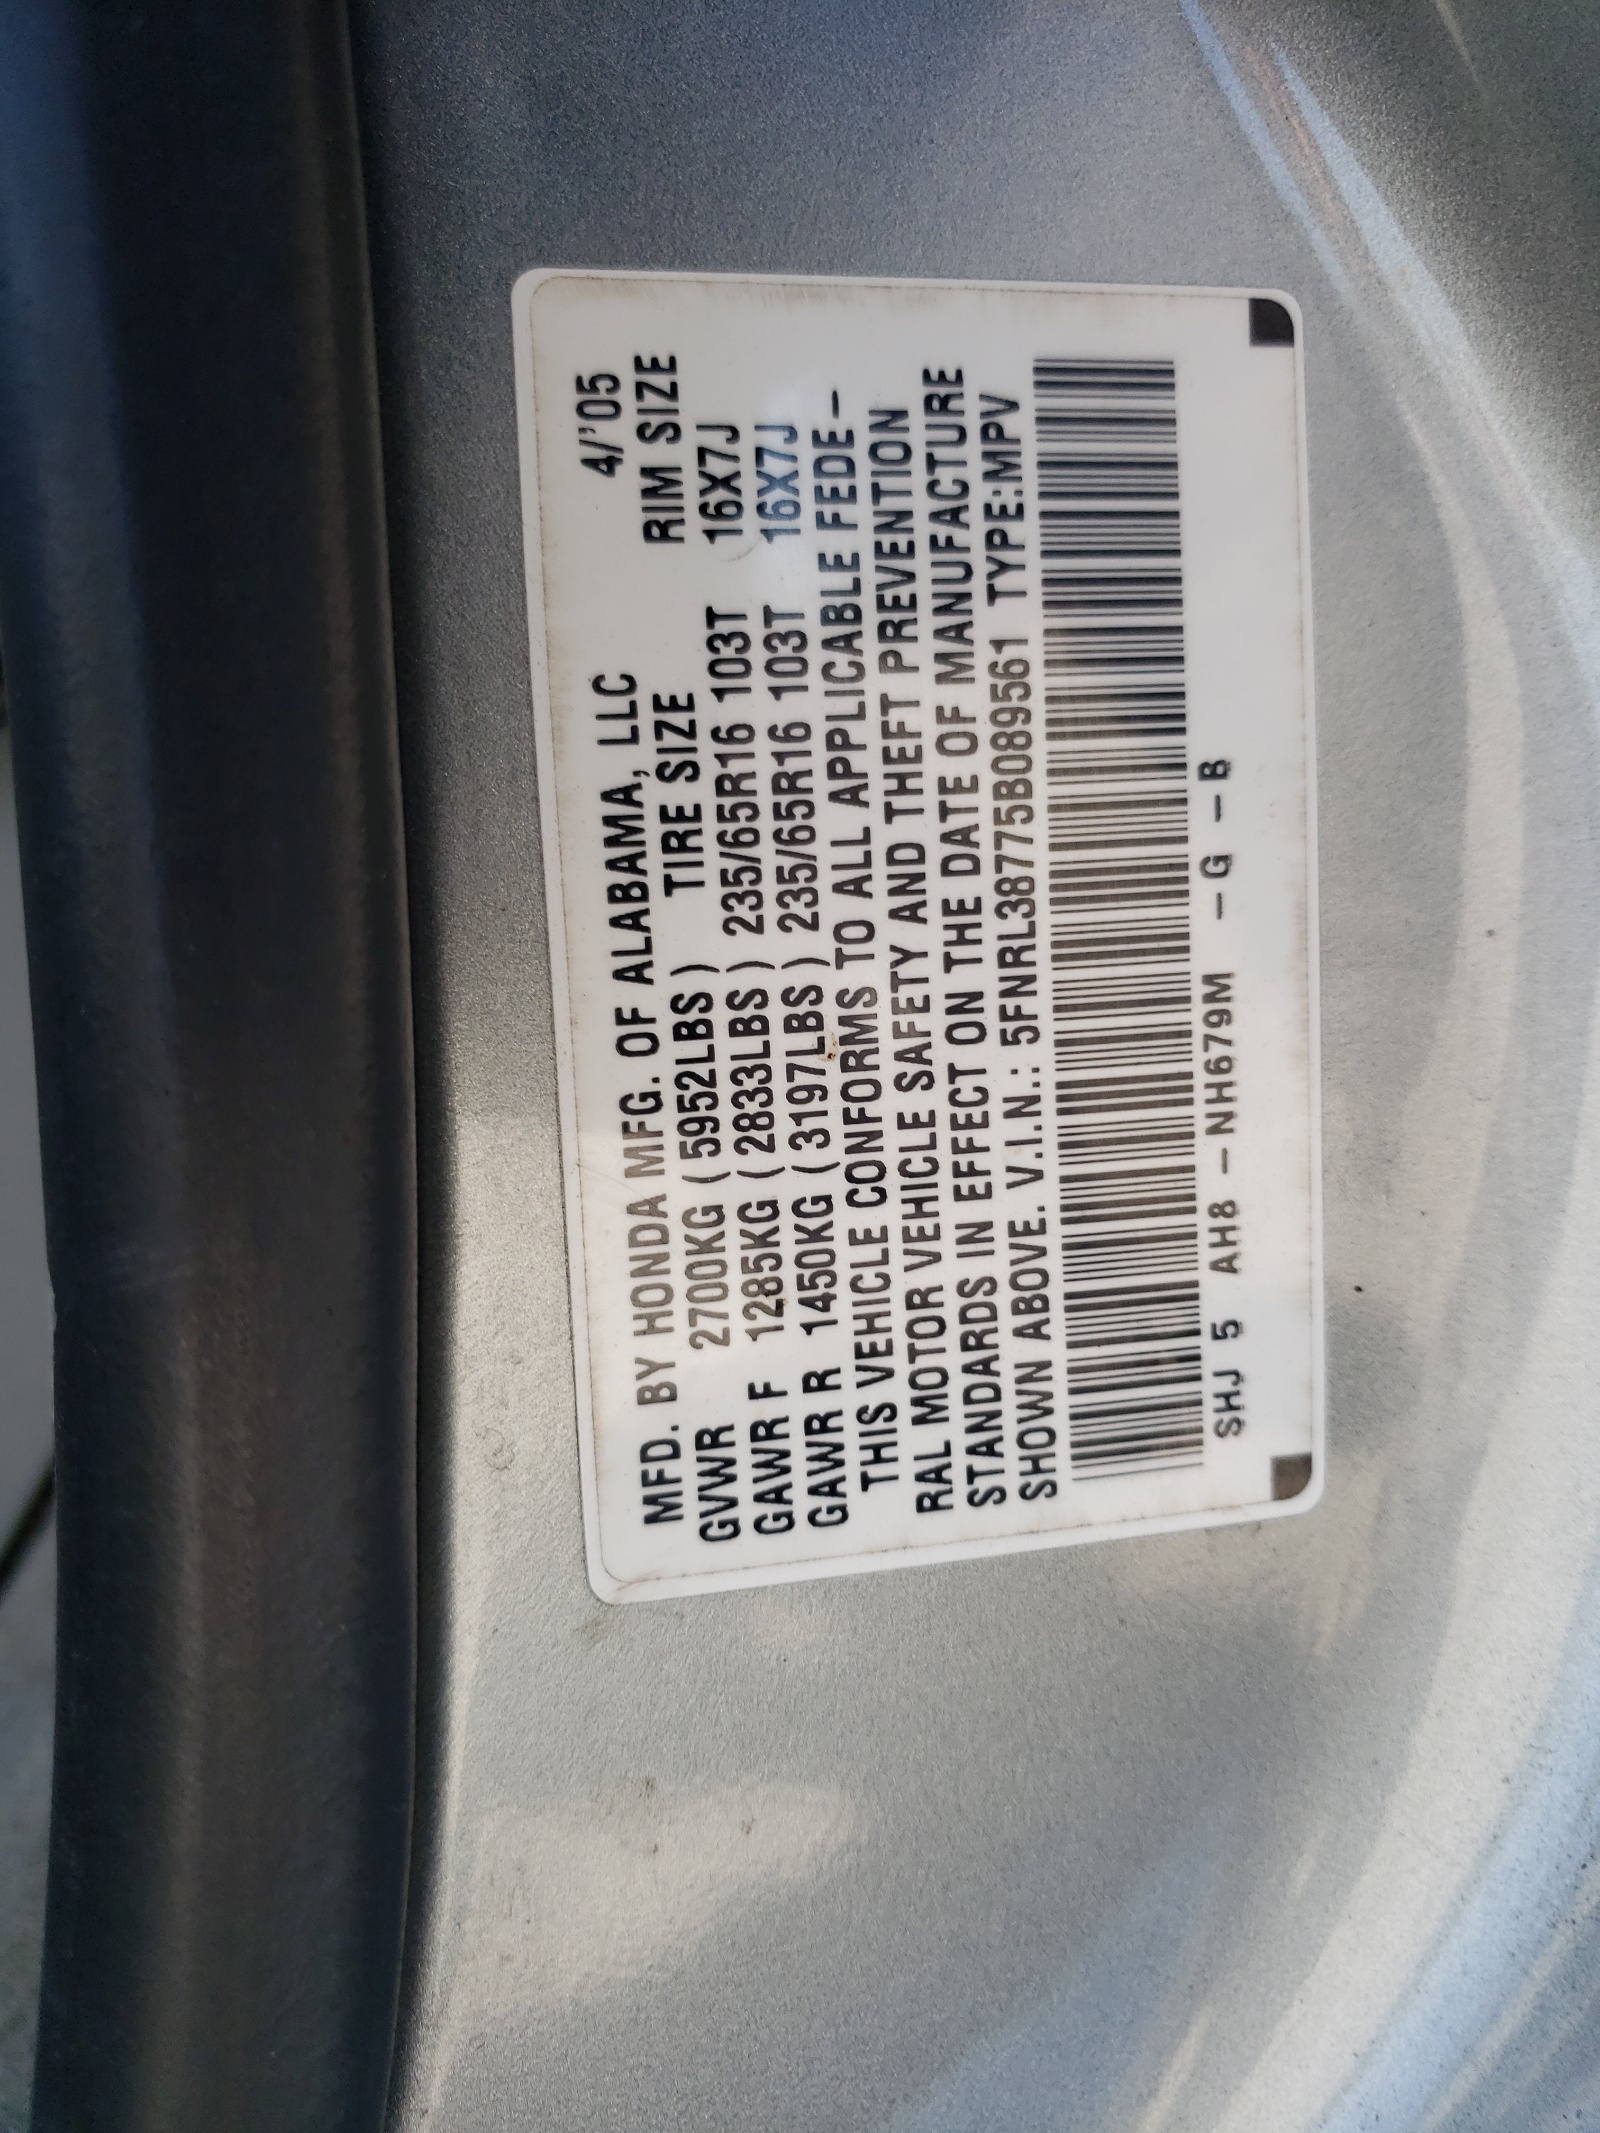 MFD. BY HONDA MFG. OF ALABAMA, LLC 4/'05
TIRE SIZE RIM SIZE
GVWR 2700KG (5952LBS)
GAWR F 1285KG (2833LBS) 235/65R16 103T 16X7J
GAWR R 1450KG (3197LBS) 235/65R16 103T 16X7J
THIS VEHICLE CONFORMS TO ALL APPLICABLE FEDE-
RAL MOTOR VEHICLE SAFETY AND THEFT PREVENTION
STANDARDS IN EFFECT ON THE DATE OF MANUFACTURE
SHOWN ABOVE. V.I.N.: 5FNRL38775B089561 TYPE:MPV
SHJ 5 AH8 - NH679M - G - B